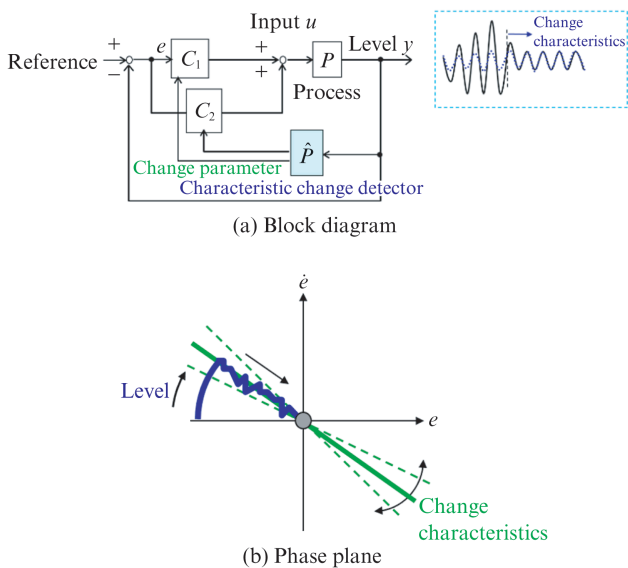 Input u
Level y
Change
characteristics
+
e
C₁
+
Reference
−
+
P
Process
C₂
P̂
Change parameter
Characteristic change detector
(a) Block diagram
ė
Level
e
Change
characteristics
(b) Phase plane